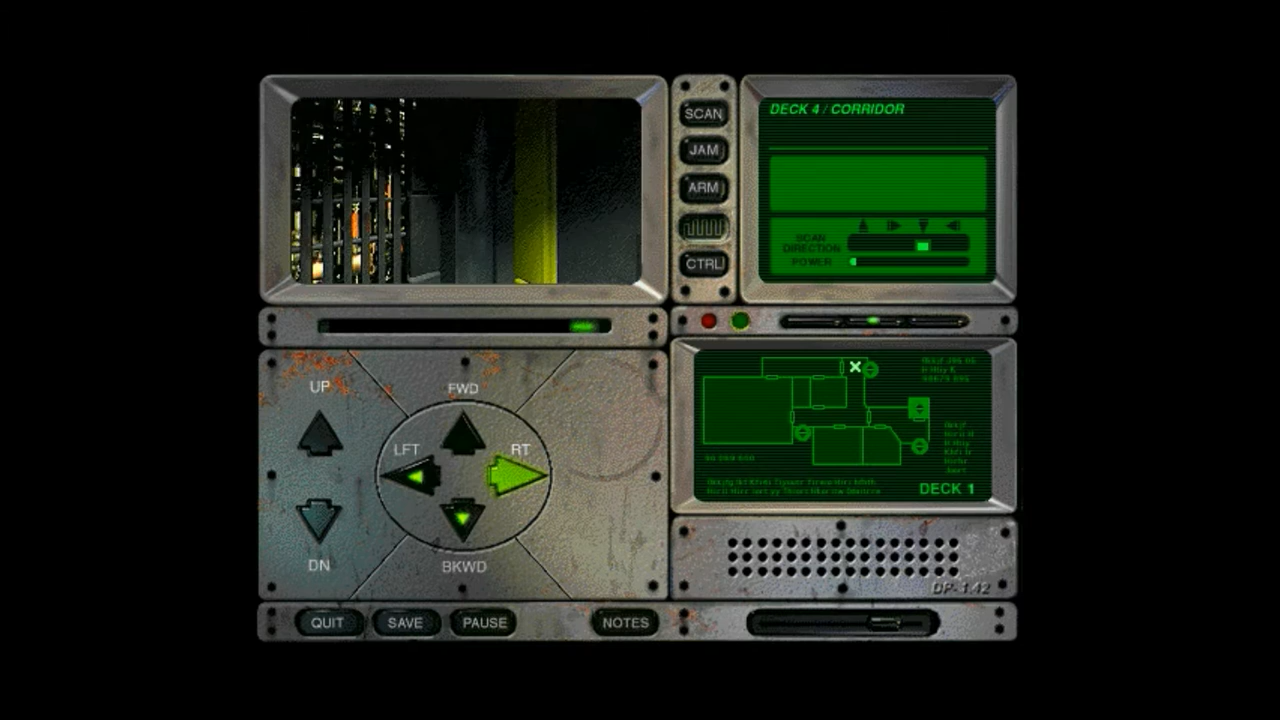 SCAN
DECK 4 / CORRIDOR
JAM
ARM
SCAN
DIRECTION
POWER
CTRL
UP
FWD
LFT
RT
DN
BKWD
DECK 1
DP-1.42
QUIT
SAVE
PAUSE
NOTES